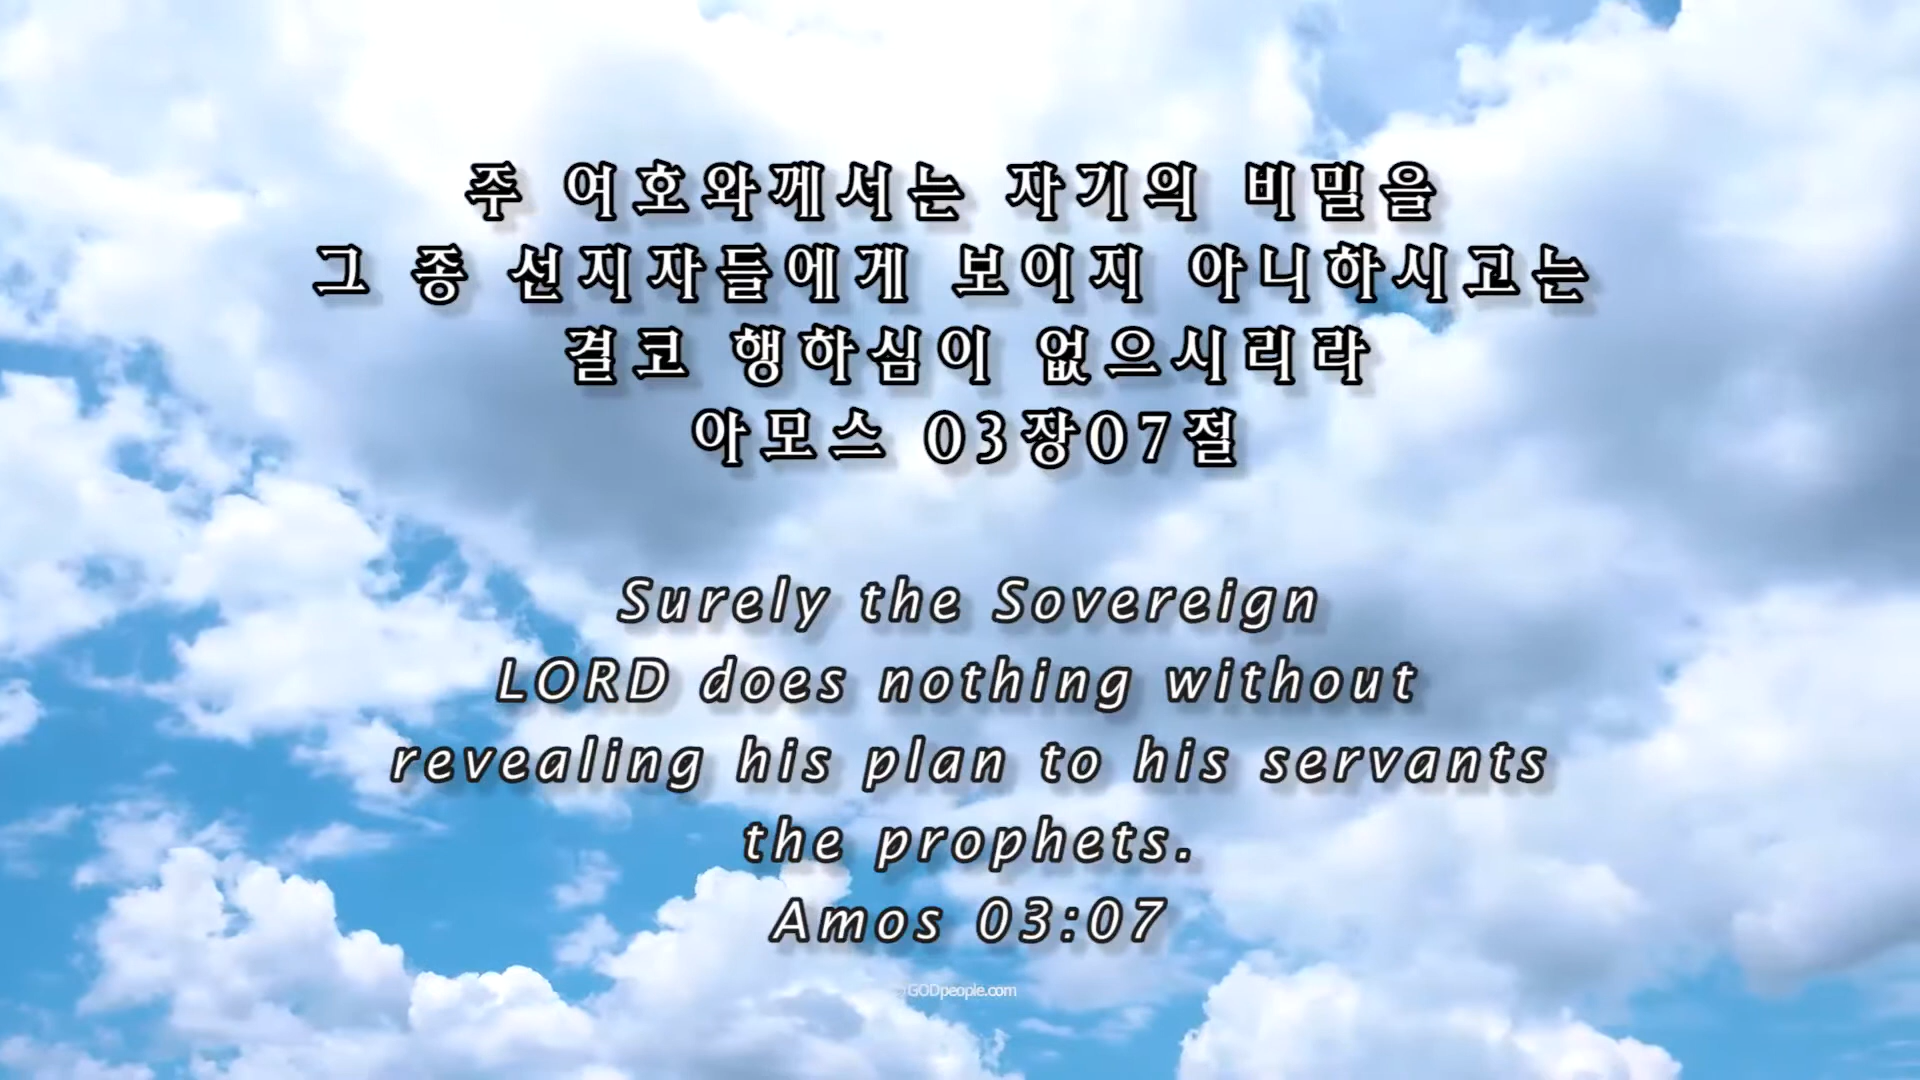 주 여호와께서는 자기의 비밀을
그 종 선지자들에게 보이지 아니하시고는
결코 행하심이 없으시리라
아모스 03장07절
Surely the Sovereign
LORD does nothing without
revealing his plan to his servants
the prophets.
Amos 03:07
GODpeople.com